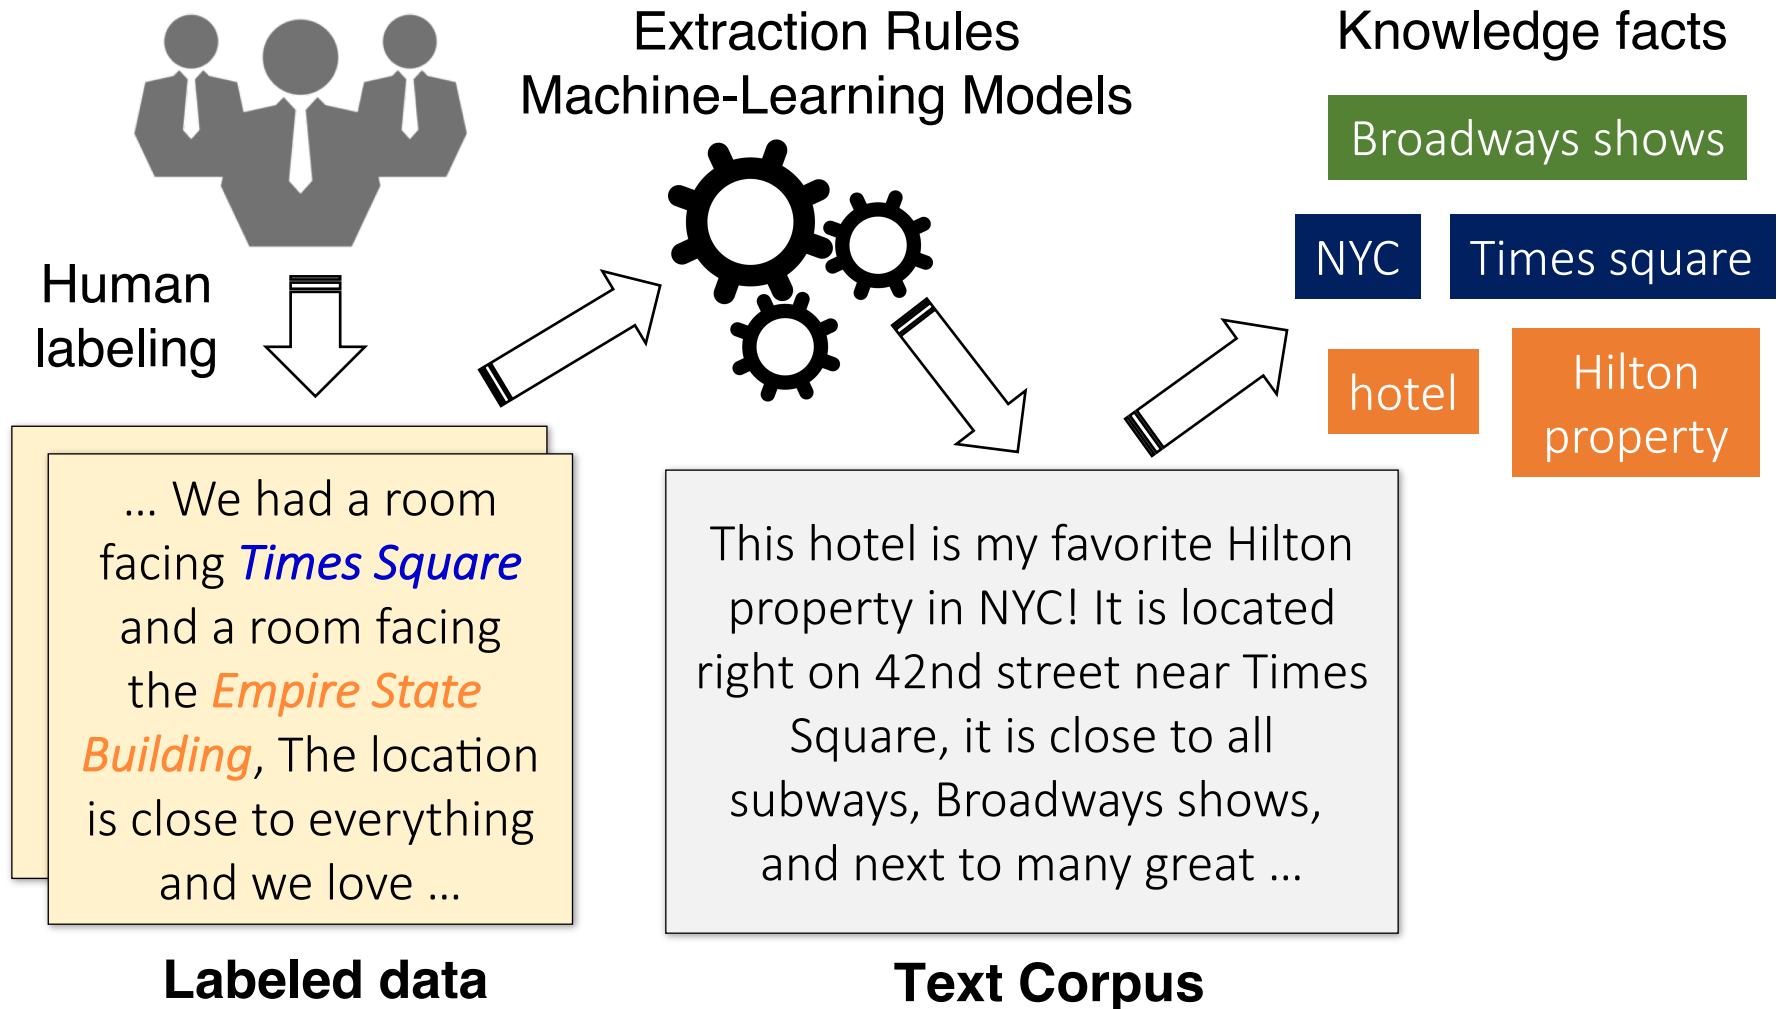 Extraction Rules
Machine-Learning Models
Knowledge facts
Broadways shows
NYC
Times square
hotel
Hilton
property
Human
labeling
... We had a room
facing Times Square
and a room facing
the Empire State
Building, The location
is close to everything
and we love ...
Labeled data
This hotel is my favorite Hilton
property in NYC! It is located
right on 42nd street near Times
Square, it is close to all
subways, Broadways shows,
and next to many great ...
Text Corpus